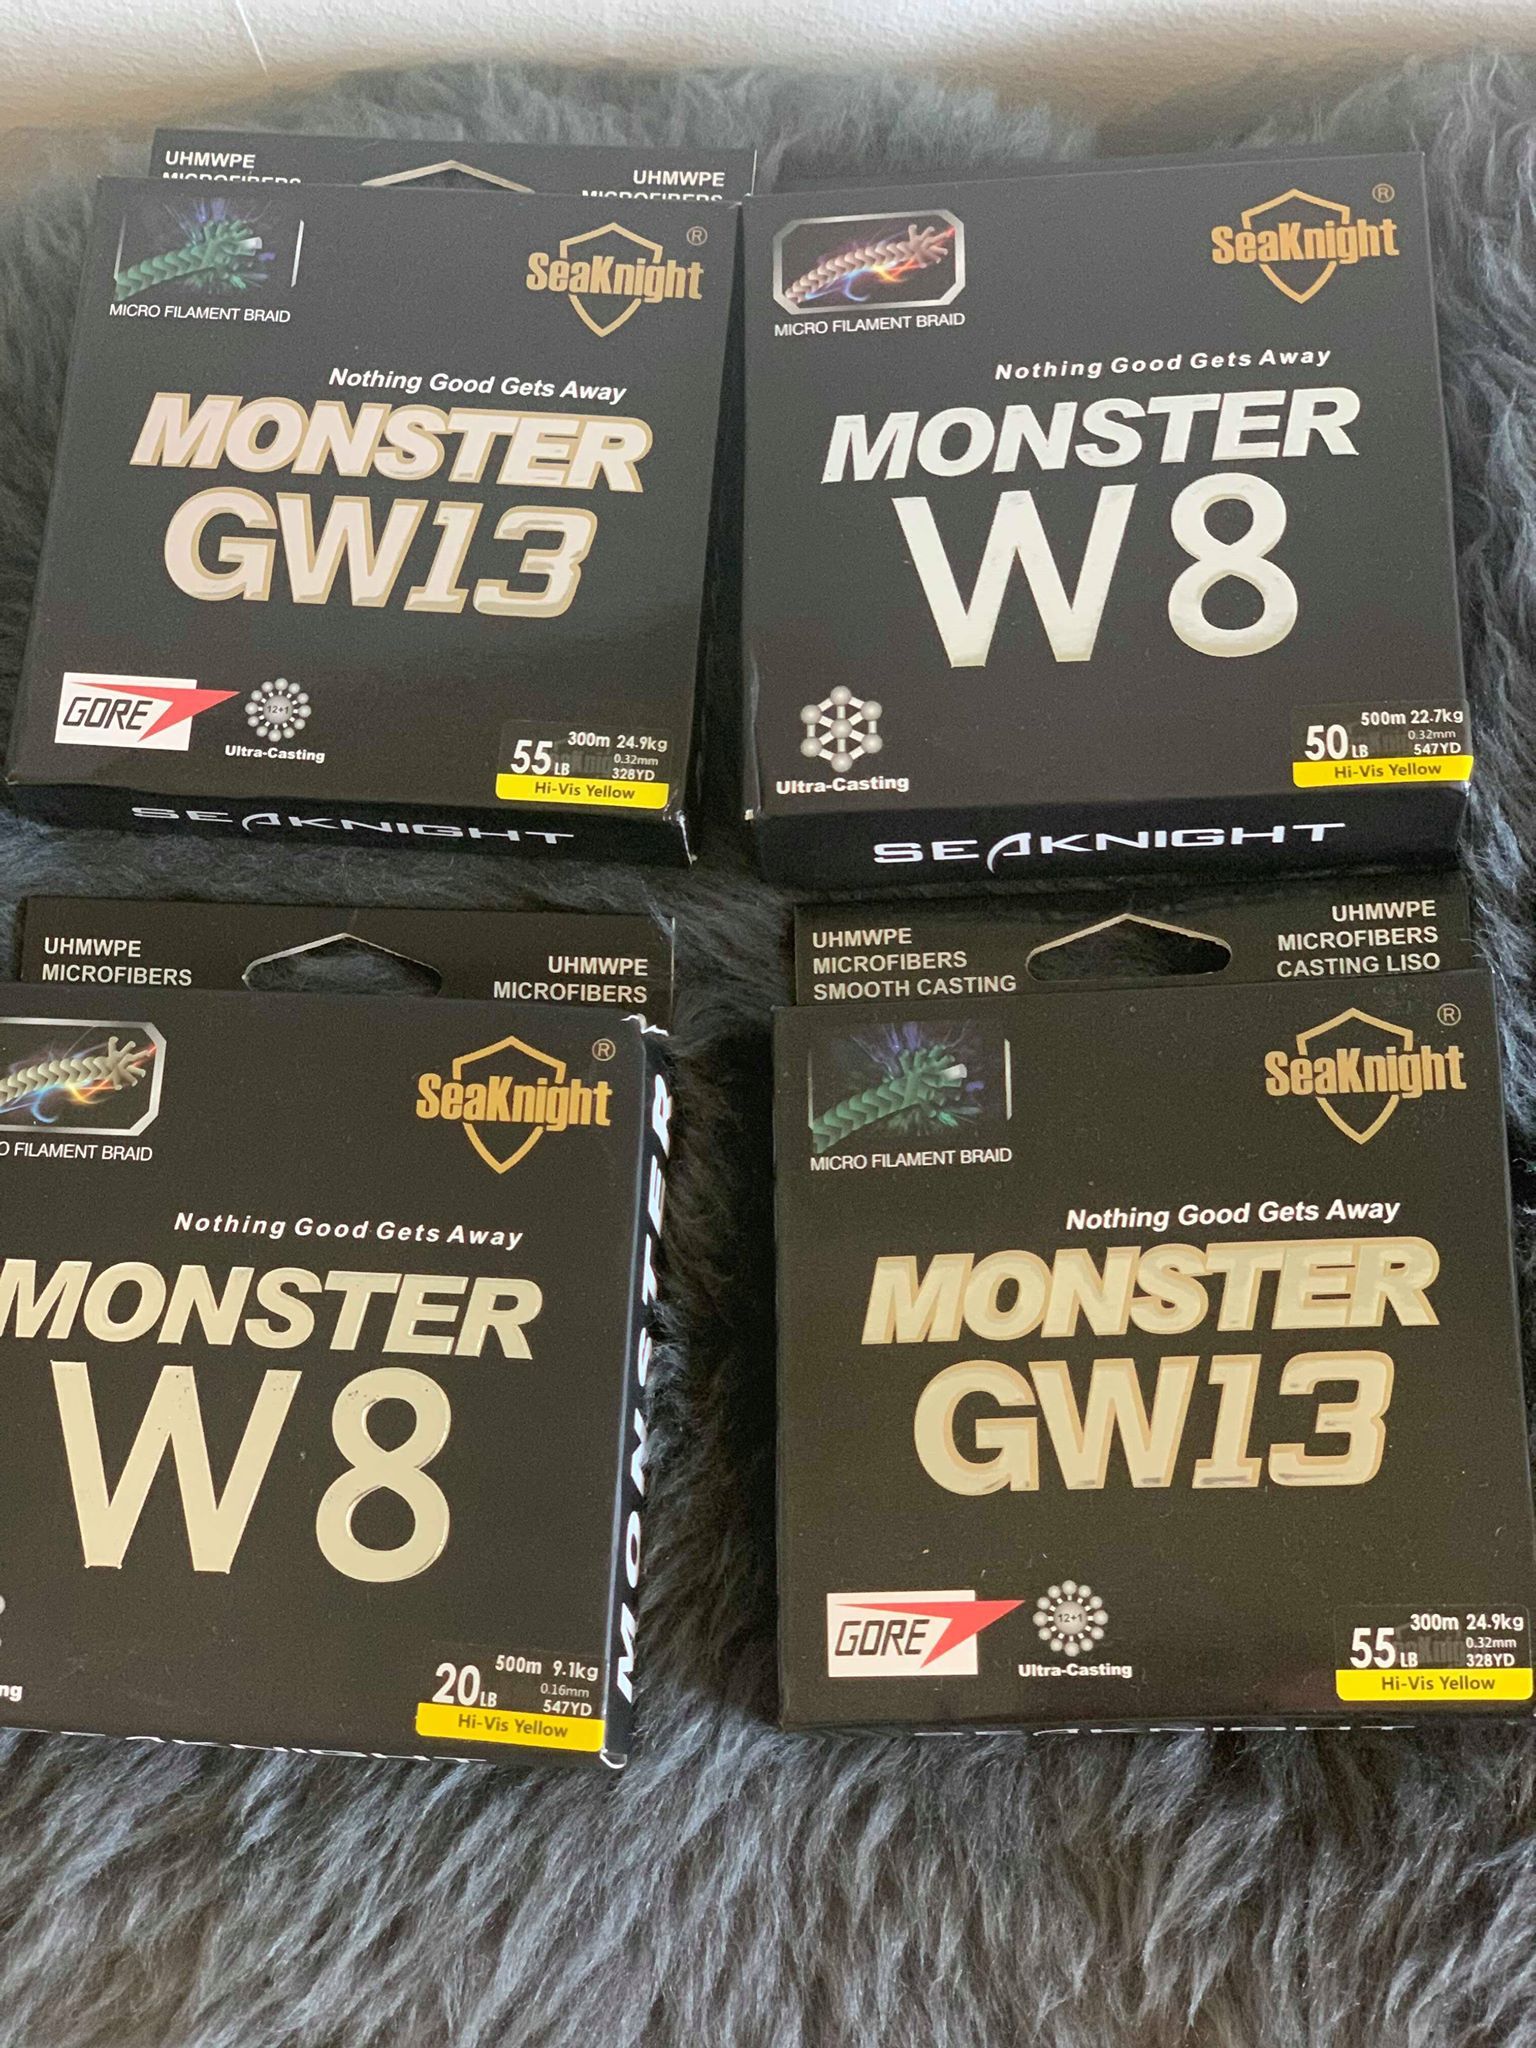 UHMWPE
MICROFIBERS
UHMWPE
MICROFIBERS
MICRO FILAMENT BRAID
SeaKnight
®
Nothing Good Gets Away
MONSTER
GW13
GORE
12+1
Ultra-Casting
55LB
300m 24.9kg
0.32mm
328YD
Hi-Vis Yellow
SEAKNIGHT
MICRO FILAMENT BRAID
SeaKnight
®
Nothing Good Gets Away
MONSTER
W8
Ultra-Casting
50LB
500m 22.7kg
0.32mm
547YD
Hi-Vis Yellow
SEAKNIGHT
UHMWPE
MICROFIBERS
UHMWPE
MICROFIBERS
O FILAMENT BRAID
SeaKnight
®
Nothing Good Gets Away
MONSTER
W8
ng
20LB
500m 9.1kg
0.16mm
547YD
Hi-Vis Yellow
MONSTER
UHMWPE
MICROFIBERS
SMOOTH CASTING
UHMWPE
MICROFIBERS
CASTING LISO
MICRO FILAMENT BRAID
SeaKnight
®
Nothing Good Gets Away
MONSTER
GW13
GORE
12+1
Ultra-Casting
55LB
300m 24.9kg
0.32mm
328YD
Hi-Vis Yellow